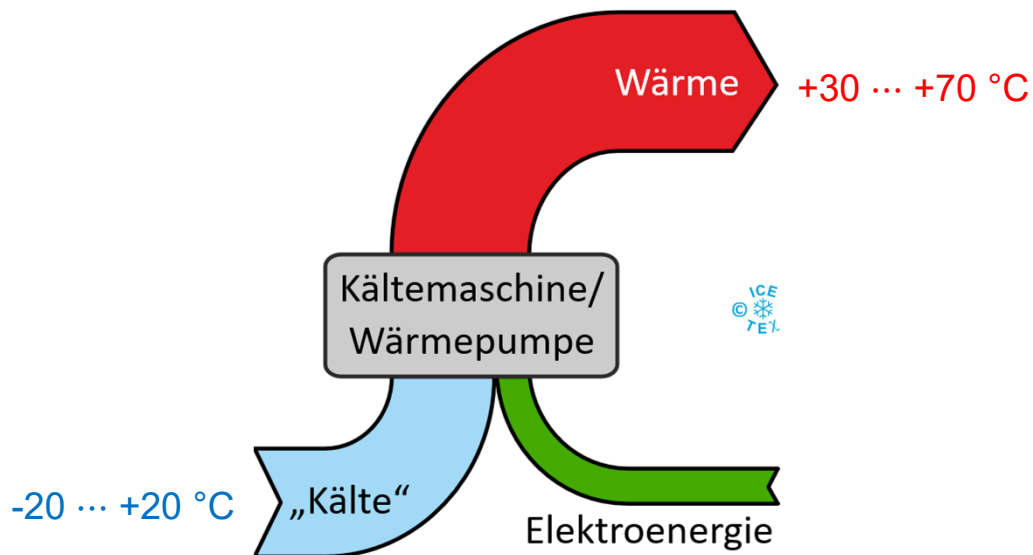 Wärme
+30 ··· +70 °C
Kältemaschine/
Wärmepumpe
© ICE
TEX
-20 ··· +20 °C
„Kälte“
Elektroenergie